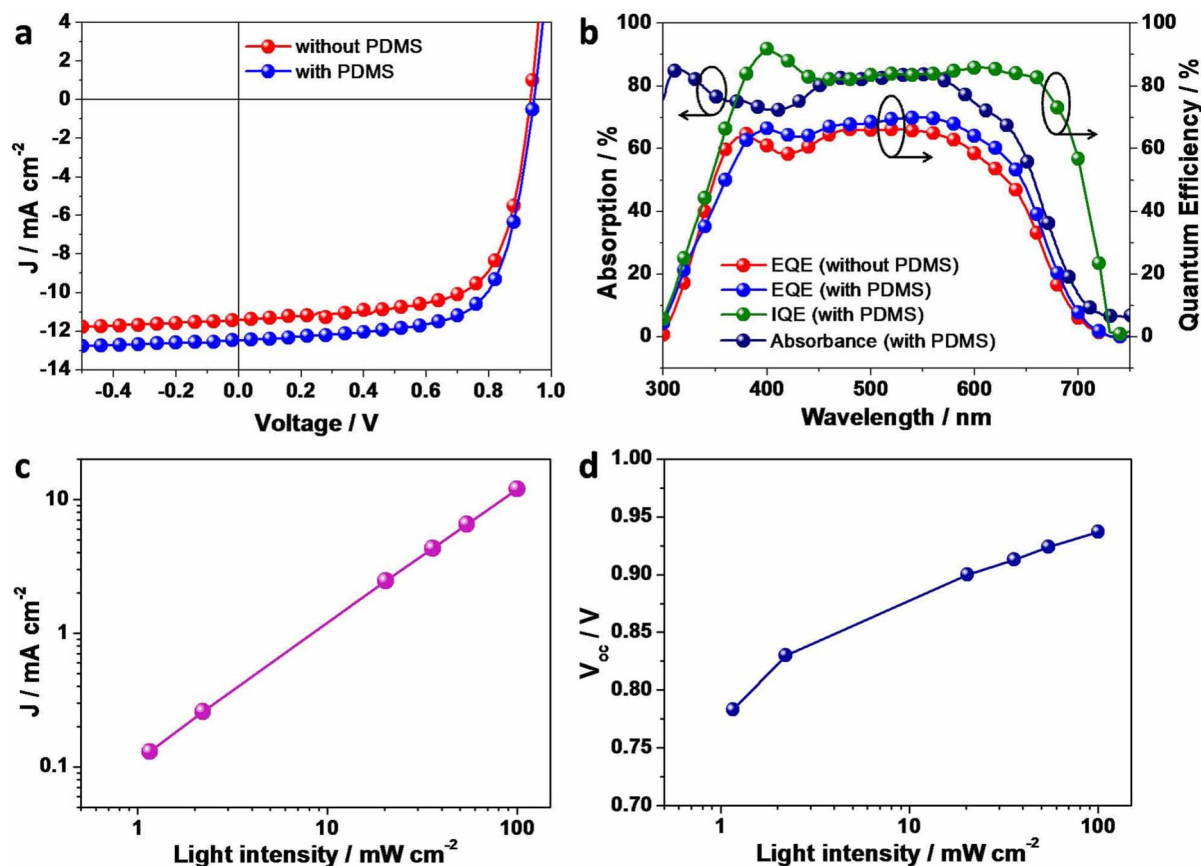 a
without PDMS
with PDMS
4
2
0
-2
-4
-6
-8
-10
-12
-14
J / mA cm-2
-0.4 -0.2 0.0 0.2 0.4 0.6 0.8 1.0
Voltage / V
b
100
80
60
40
20
0
Absorption / %
EQE (without PDMS)
EQE (with PDMS)
IQE (with PDMS)
Absorbance (with PDMS)
100
80
60
40
20
0
Quantum Efficiency / %
300 400 500 600 700
Wavelength / nm
c
10
1
0.1
J / mA cm-2
1 10 100
Light intensity / mW cm-2
d
1.00
0.95
0.90
0.85
0.80
0.75
0.70
Voc / V
1 10 100
Light intensity / mW cm-2